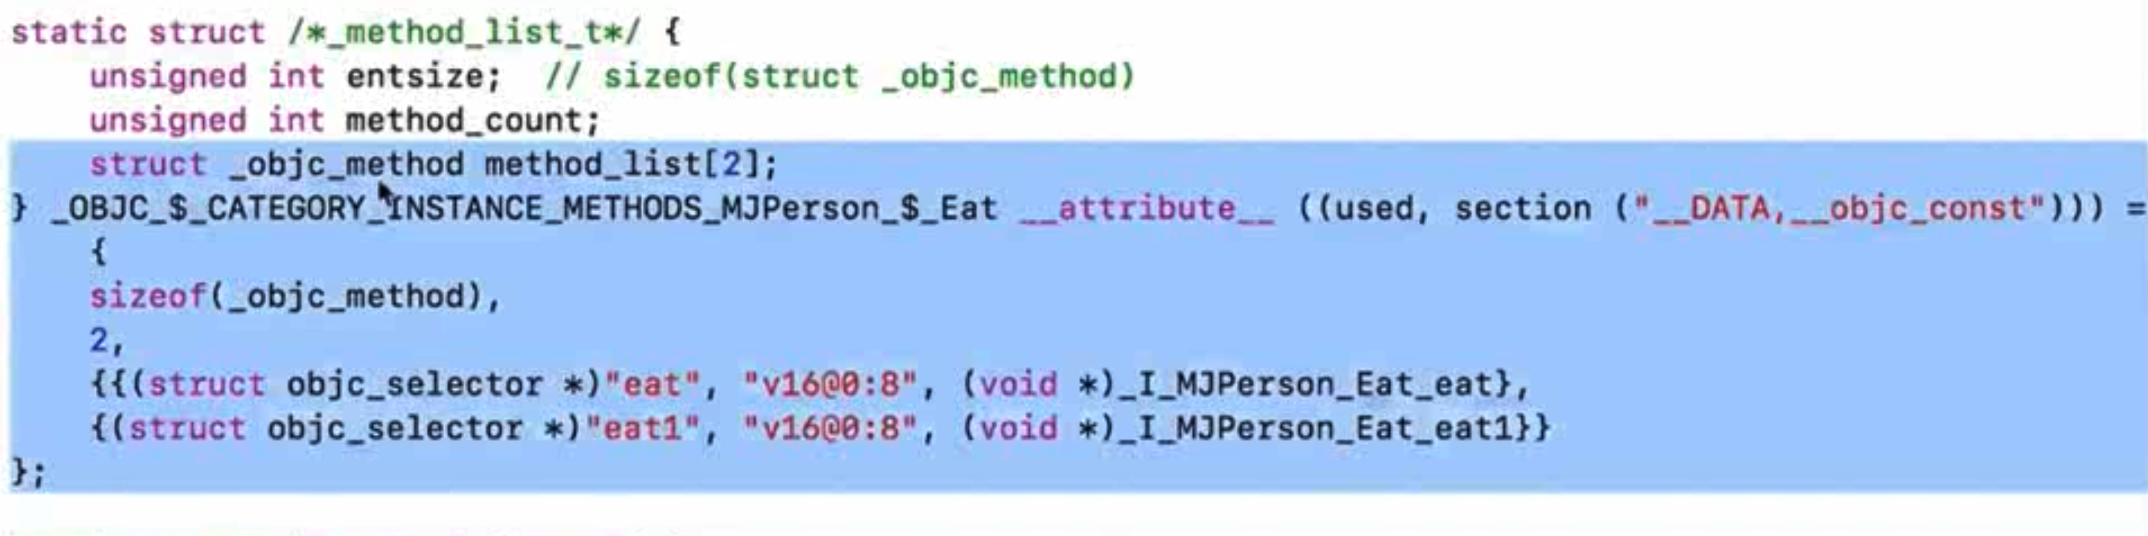 static struct /*_method_list_t*/ {
    unsigned int entsize;  // sizeof(struct _objc_method)
    unsigned int method_count;
    struct _objc_method method_list[2];
} _OBJC_$_CATEGORY_INSTANCE_METHODS_MJPerson_$_Eat __attribute__ ((used, section ("__DATA,__objc_const"))) =
    {
    sizeof(_objc_method),
    2,
    {{(struct objc_selector *)"eat", "v16@0:8", (void *)_I_MJPerson_Eat_eat},
    {(struct objc_selector *)"eat1", "v16@0:8", (void *)_I_MJPerson_Eat_eat1}}
};